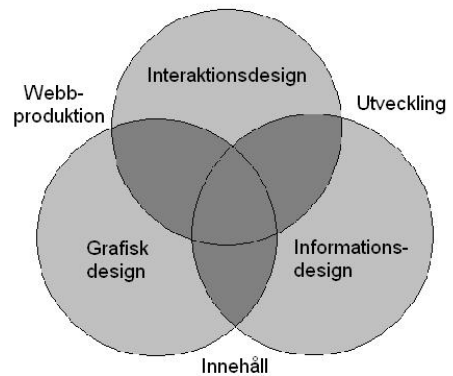 Interaktionsdesign
Webb-
produktion
Utveckling
Grafisk
design
Informations-
design
Innehåll